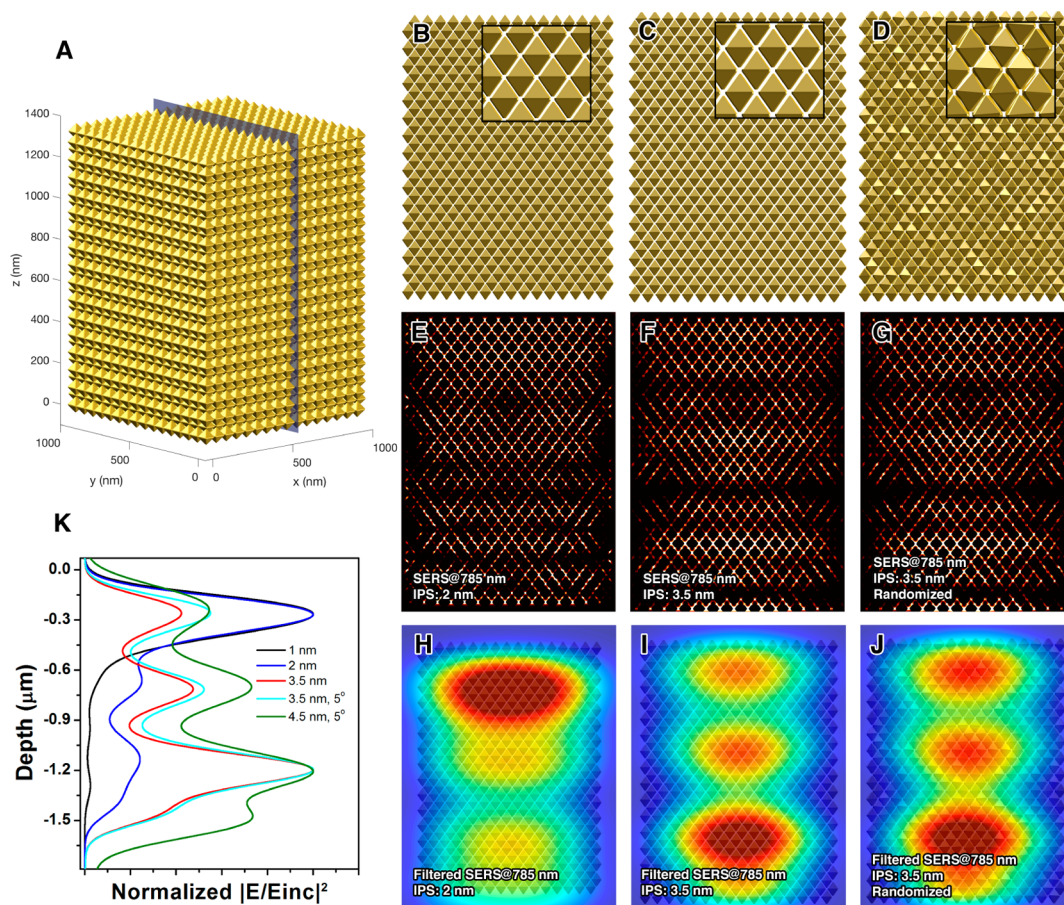 A
1400
1200
1000
800
600
400
200
0
z (nm)
1000
500
0
y (nm)
0
500
1000
x (nm)
B
C
D
E
SERS@785 nm
IPS: 2 nm
F
SERS@785 nm
IPS: 3.5 nm
G
SERS@785 nm
IPS: 3.5 nm
Randomized
H
Filtered SERS@785 nm
IPS: 2 nm
I
Filtered SERS@785 nm
IPS: 3.5 nm
J
Filtered SERS@785 nm
IPS: 3.5 nm
Randomized
K
0.0
-0.3
-0.6
-0.9
-1.2
-1.5
Depth (μm)
1 nm
2 nm
3.5 nm
3.5 nm, 5°
4.5 nm, 5°
Normalized |E/Einc|²